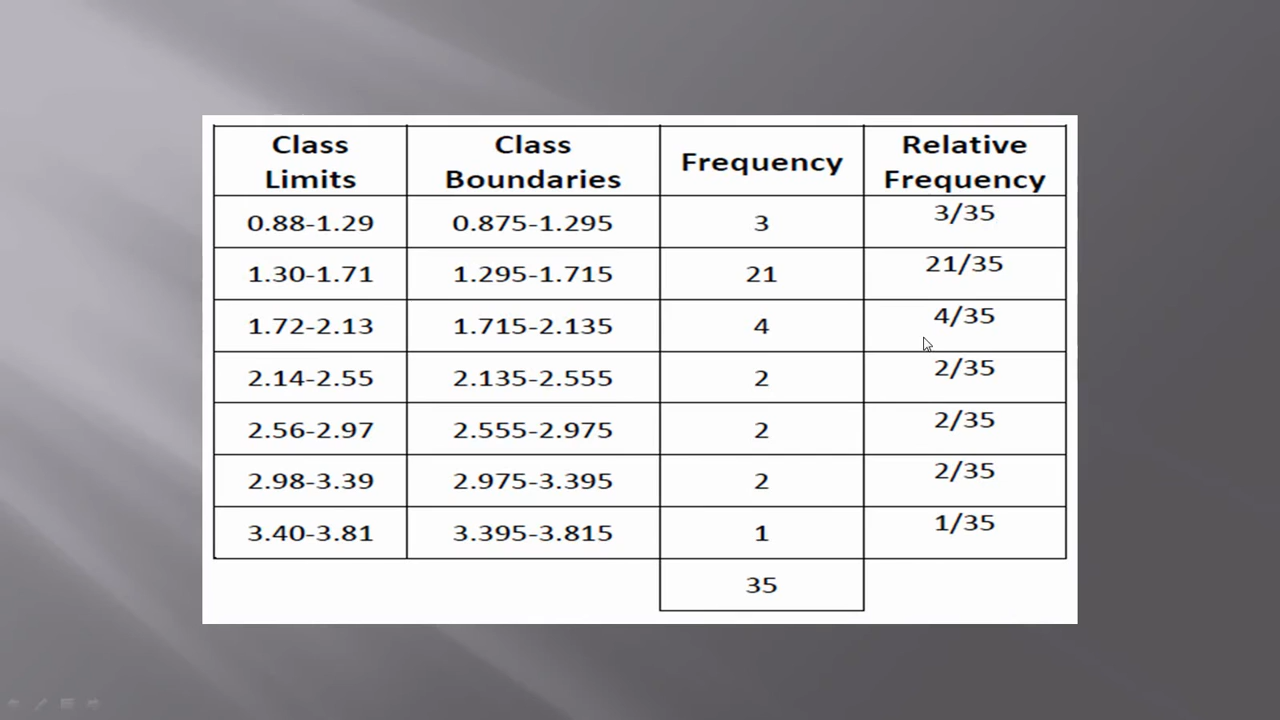 Class Limits Class Boundaries Frequency Relative Frequency
0.88-1.29 0.875-1.295 3 3/35
1.30-1.71 1.295-1.715 21 21/35
1.72-2.13 1.715-2.135 4 4/35
2.14-2.55 2.135-2.555 2 2/35
2.56-2.97 2.555-2.975 2 2/35
2.98-3.39 2.975-3.395 2 2/35
3.40-3.81 3.395-3.815 1 1/35
35